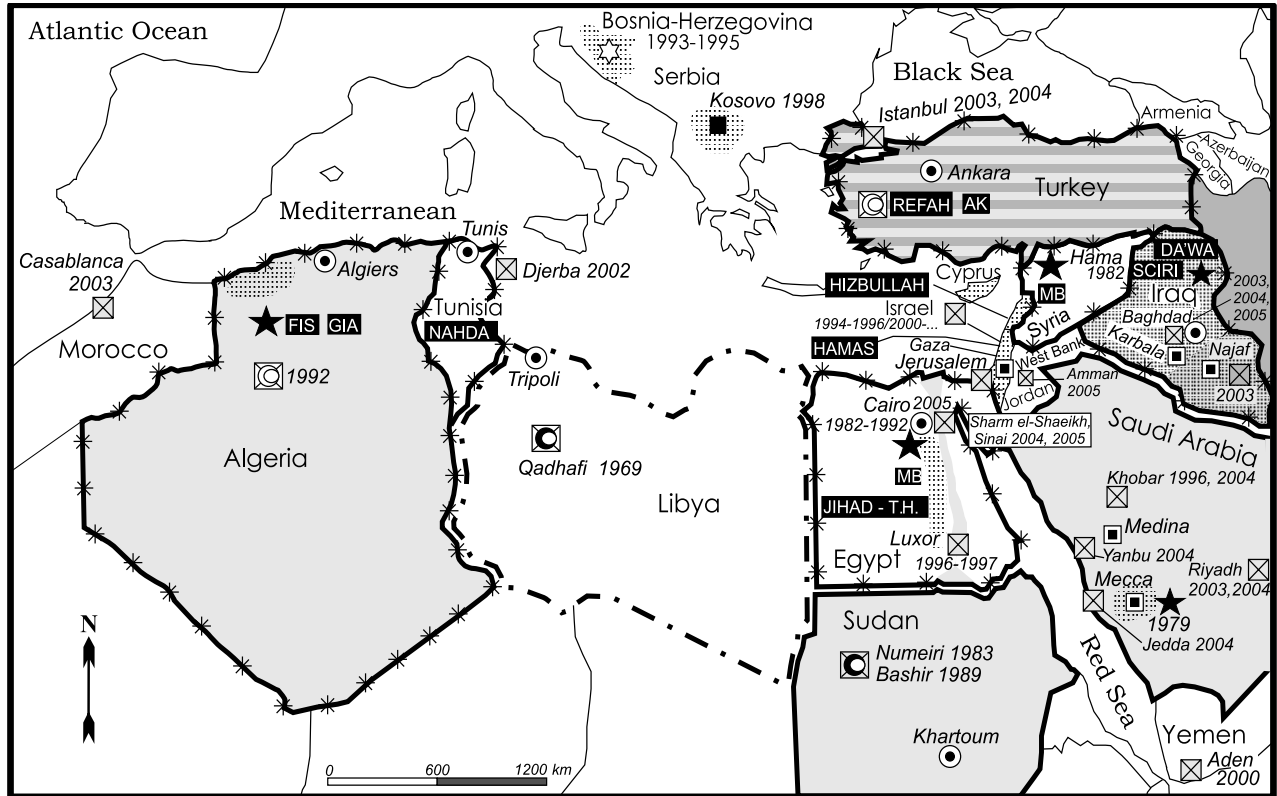 Atlantic Ocean
Bosnia-Herzegovina
1993-1995
Serbia
Kosovo 1998
Black Sea
Istanbul 2003, 2004
Armenia
Azerbaijan
Georgia
Ankara
Turkey
REFAH
AK
Mediterranean
Tunis
Algiers
Casablanca
2003
Djerba 2002
Tunisia
NAHDA
FIS
GIA
Morocco
1992
Tripoli
Algeria
Qadhafi 1969
Libya
HIZBULLAH
Cyprus
Israel
1994-1996/2000-...
HAMAS
Gaza
Jerusalem
West Bank
Jordan
Amman
2005
Hama
1982
MB
Syria
DA'WA
SCIRI
Iraq
2003,
2004,
2005
Baghdad
Karbala
Najaf
2003
Cairo
2005
1982-1992
Sharm el-Shaeikh,
Sinai 2004, 2005
MB
JIHAD - T.H.
Luxor
1996-1997
Egypt
Saudi Arabia
Khobar 1996, 2004
Medina
Yanbu 2004
Mecca
1979
Riyadh
2003,2004
Jedda 2004
Sudan
Numeiri 1983
Bashir 1989
Khartoum
Red Sea
Yemen
Aden
2000
N
0
600
1200 km